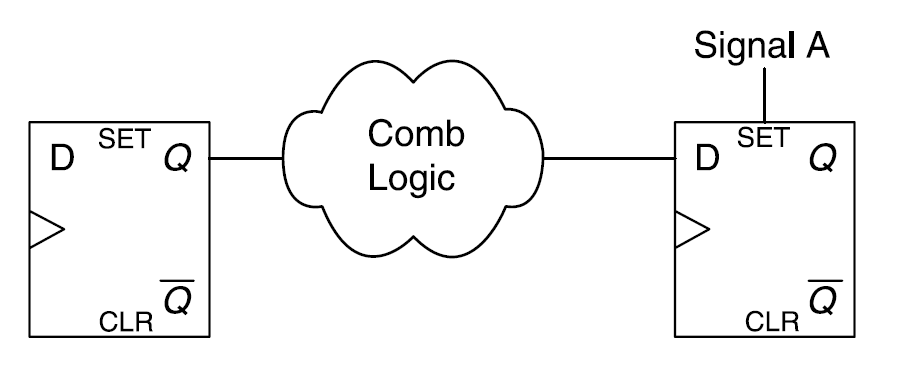 Signal A
D SET Q
Q̅
CLR
Comb
Logic
D SET Q
Q̅
CLR